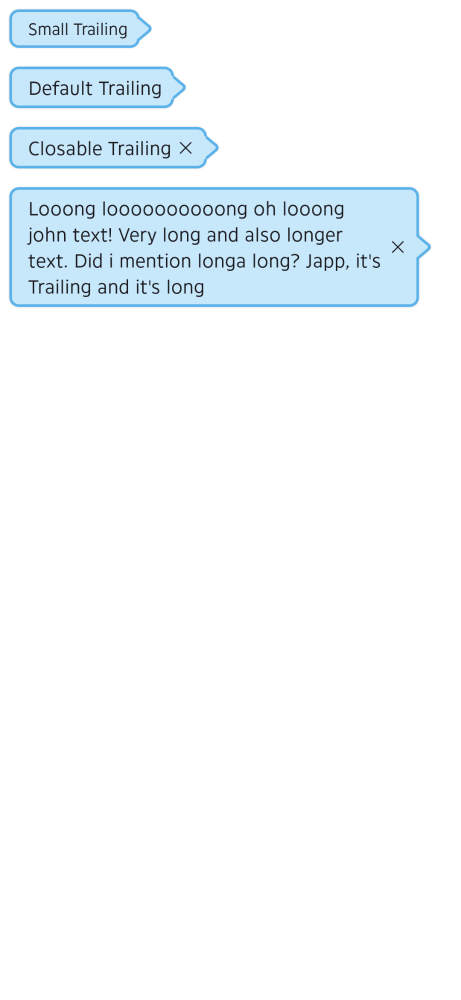 Small Trailing
Default Trailing
Closable Trailing
Looong looooooooooong oh looong
john text! Very long and also longer
text. Did i mention longa long? Japp, it's
Trailing and it's long